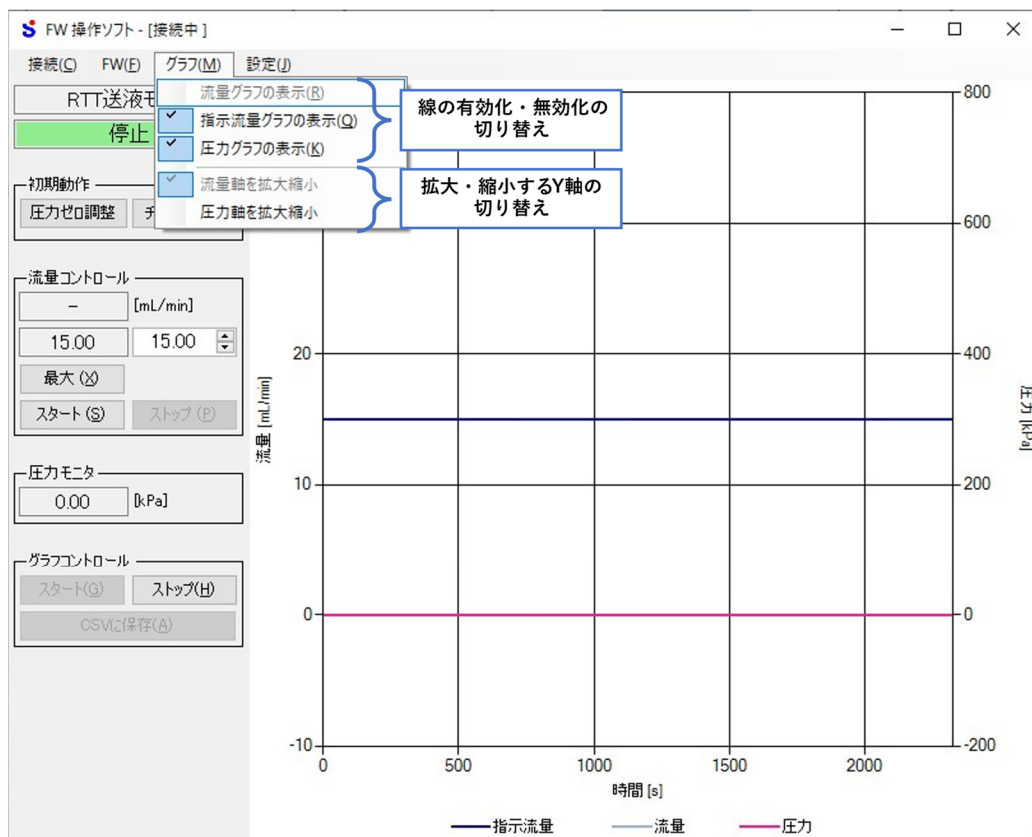 FW 操作ソフト - [接続中 ]
接続(C) FW(F) グラフ(M) 設定(J)
RTT送液モ
停止
流量グラフの表示(R)
指示流量グラフの表示(Q)
圧力グラフの表示(K)
流量軸を拡大縮小
圧力軸を拡大縮小
線の有効化・無効化の
切り替え
拡大・縮小するY軸の
切り替え
初期動作
圧力ゼロ調整
流量コントロール
- [mL/min]
15.00 15.00
最大 (X)
スタート (S) ストップ (P)
圧力モニタ
0.00 [kPa]
グラフコントロール
スタート(G) ストップ(H)
CSVに保存(A)
流量 [mL/min]
20
10
0
-10
800
600
400
200
0
-200
圧力 [kPa]
0 500 1000 1500 2000
時間 [s]
指示流量 流量 圧力